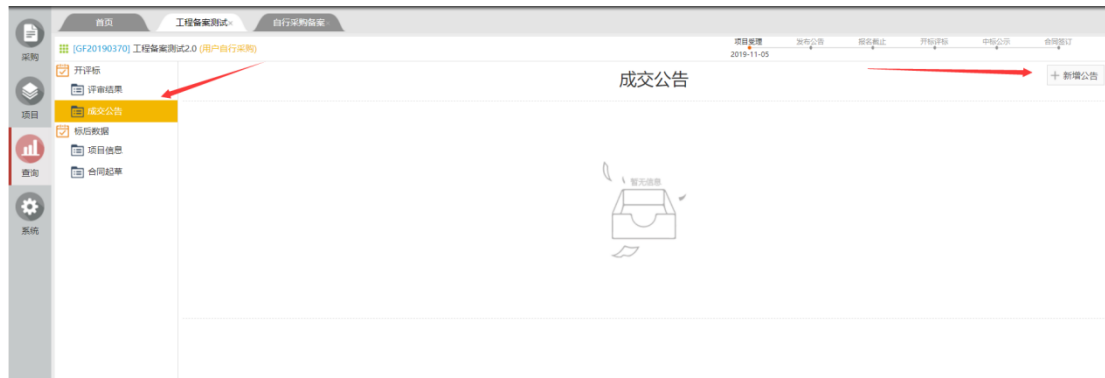 首页 工程备案测试× 自行采购备案×
采购
项目
查询
系统
[GF20190370] 工程备案测试2.0 (用户自行采购)
项目受理 发布公告 报名截止 开标评标 中标公示 合同签订
2019-11-05
开评标
评审结果
成交公告
标后数据
项目信息
合同起草
成交公告
+ 新增公告
暂无信息